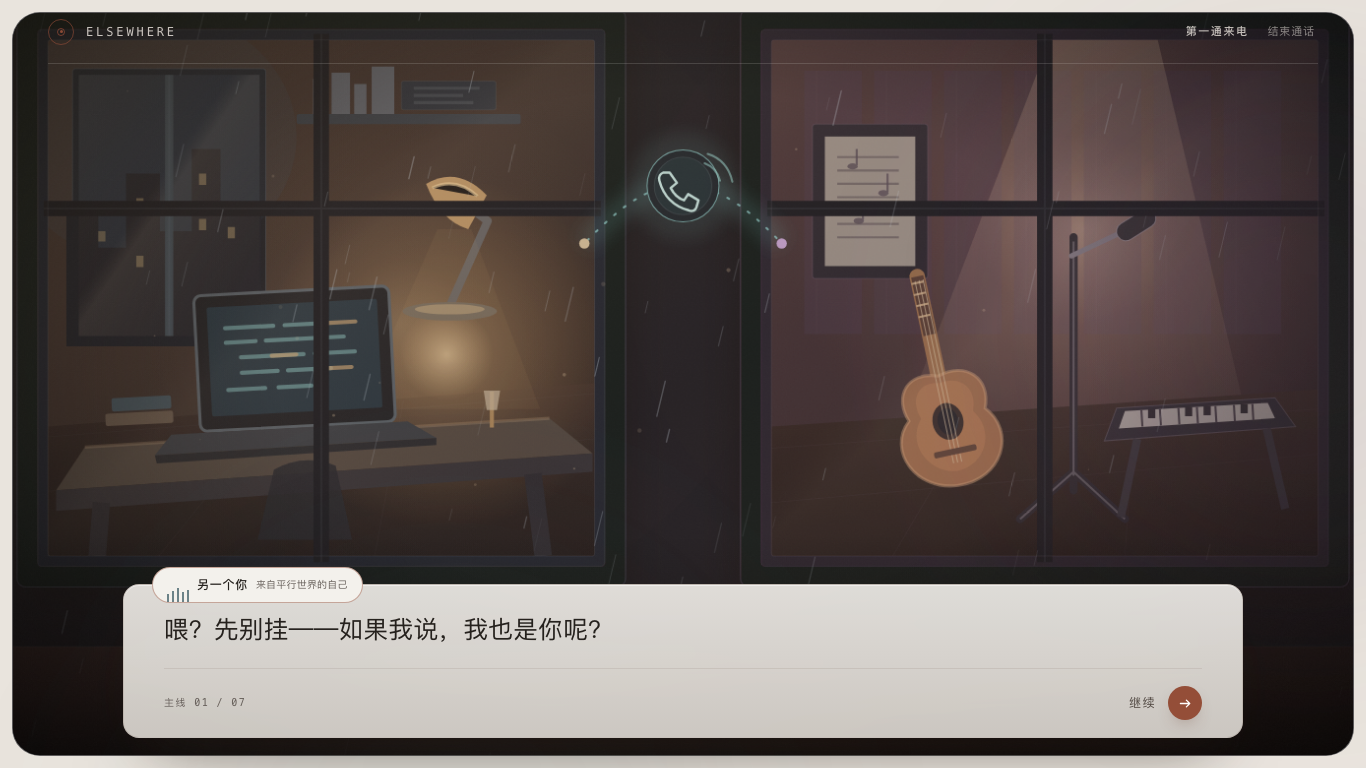 ELSEWHERE
第一通来电
结束通话
另一个你 来自平行世界的自己
喂？先别挂——如果我说，我也是你呢？
主线 01 / 07
继续